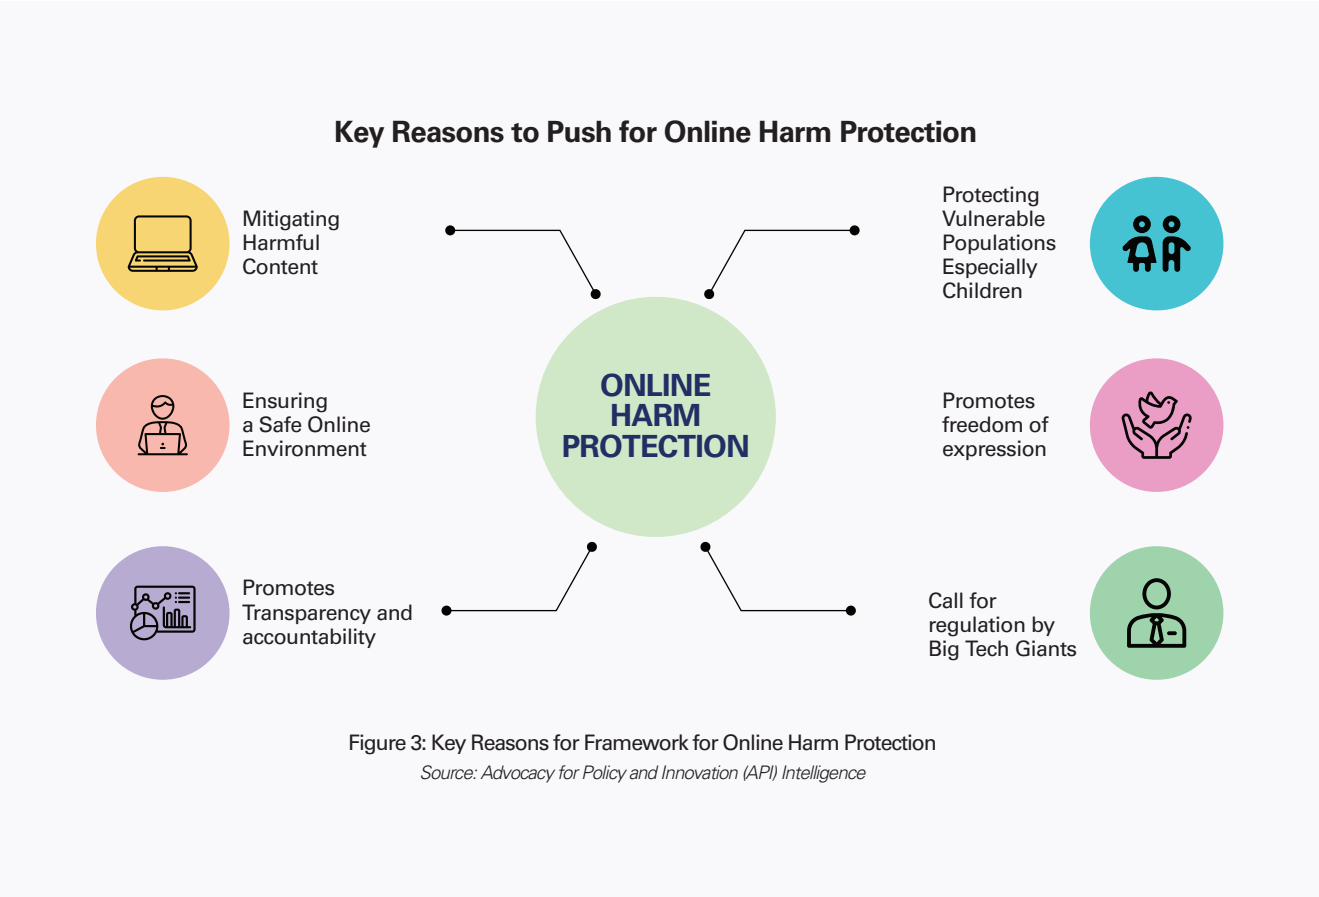 Key Reasons to Push for Online Harm Protection
Mitigating
Harmful
Content
Ensuring
a Safe Online
Environment
Promotes
Transparency and
accountability
ONLINE
HARM
PROTECTION
Protecting
Vulnerable
Populations
Especially
Children
Promotes
freedom of
expression
Call for
regulation by
Big Tech Giants
Figure 3: Key Reasons for Framework for Online Harm Protection
Source: Advocacy for Policy and Innovation (API) Intelligence